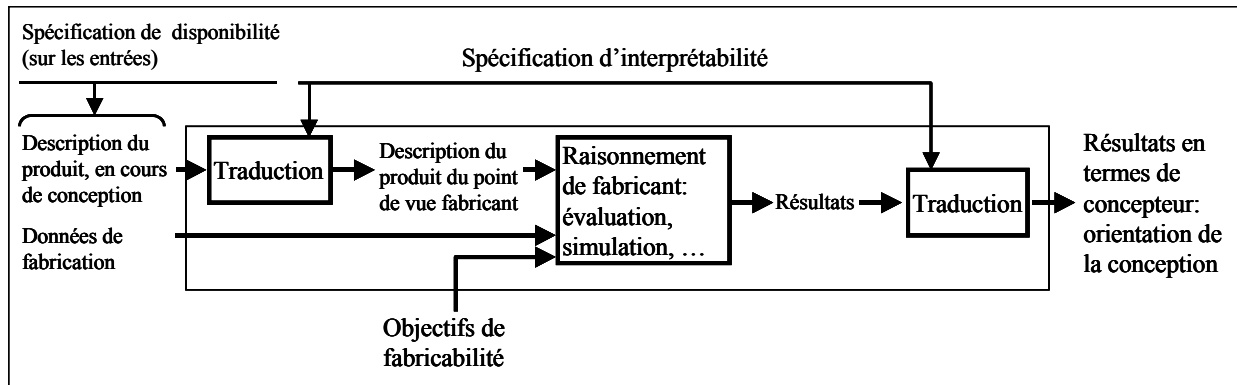 Spécification de disponibilité
(sur les entrées)
Spécification d’interprétabilité
Description du
produit, en cours
de conception
Traduction
Description du
produit du point
de vue fabricant
Raisonnement
de fabricant:
évaluation,
simulation, …
Résultats
Traduction
Résultats en
termes de
concepteur:
orientation de
la conception
Données de
fabrication
Objectifs de
fabricabilité